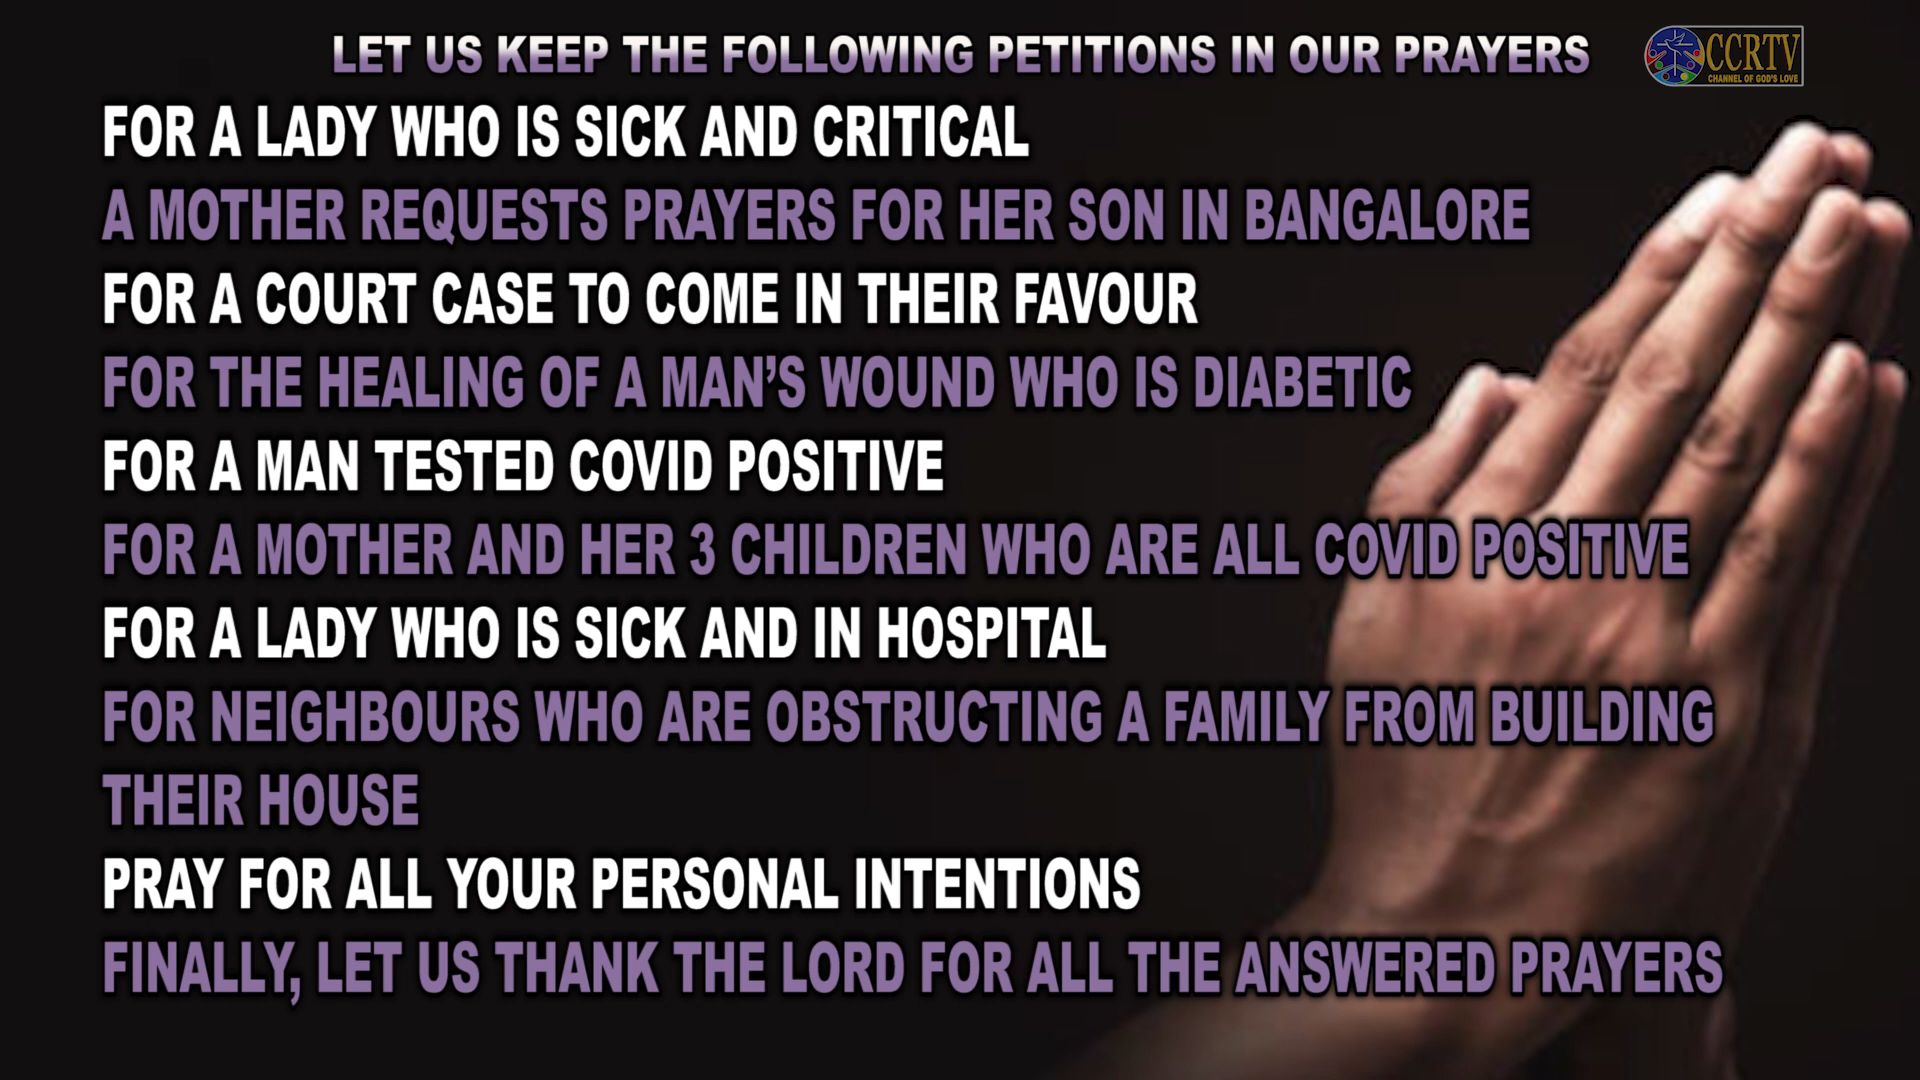 LET US KEEP THE FOLLOWING PETITIONS IN OUR PRAYERS
CCRTV
CHANNEL OF GOD'S LOVE
FOR A LADY WHO IS SICK AND CRITICAL
A MOTHER REQUESTS PRAYERS FOR HER SON IN BANGALORE
FOR A COURT CASE TO COME IN THEIR FAVOUR
FOR THE HEALING OF A MAN’S WOUND WHO IS DIABETIC
FOR A MAN TESTED COVID POSITIVE
FOR A MOTHER AND HER 3 CHILDREN WHO ARE ALL COVID POSITIVE
FOR A LADY WHO IS SICK AND IN HOSPITAL
FOR NEIGHBOURS WHO ARE OBSTRUCTING A FAMILY FROM BUILDING
THEIR HOUSE
PRAY FOR ALL YOUR PERSONAL INTENTIONS
FINALLY, LET US THANK THE LORD FOR ALL THE ANSWERED PRAYERS